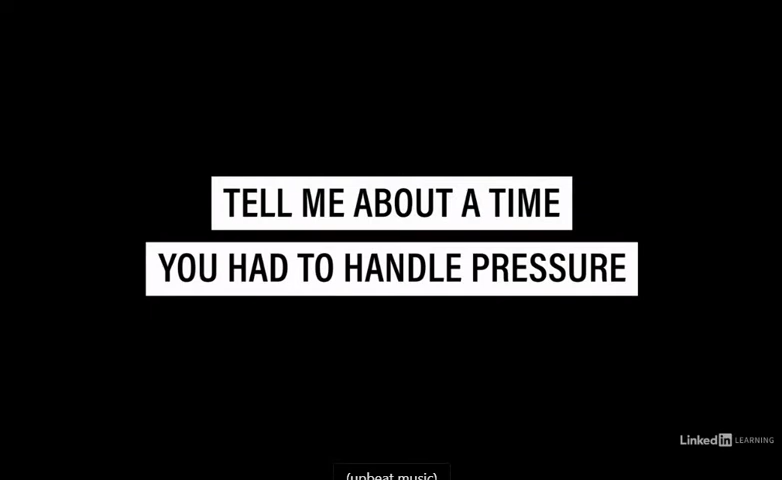 TELL ME ABOUT A TIME
YOU HAD TO HANDLE PRESSURE
Linked in LEARNING
(upbeat music)